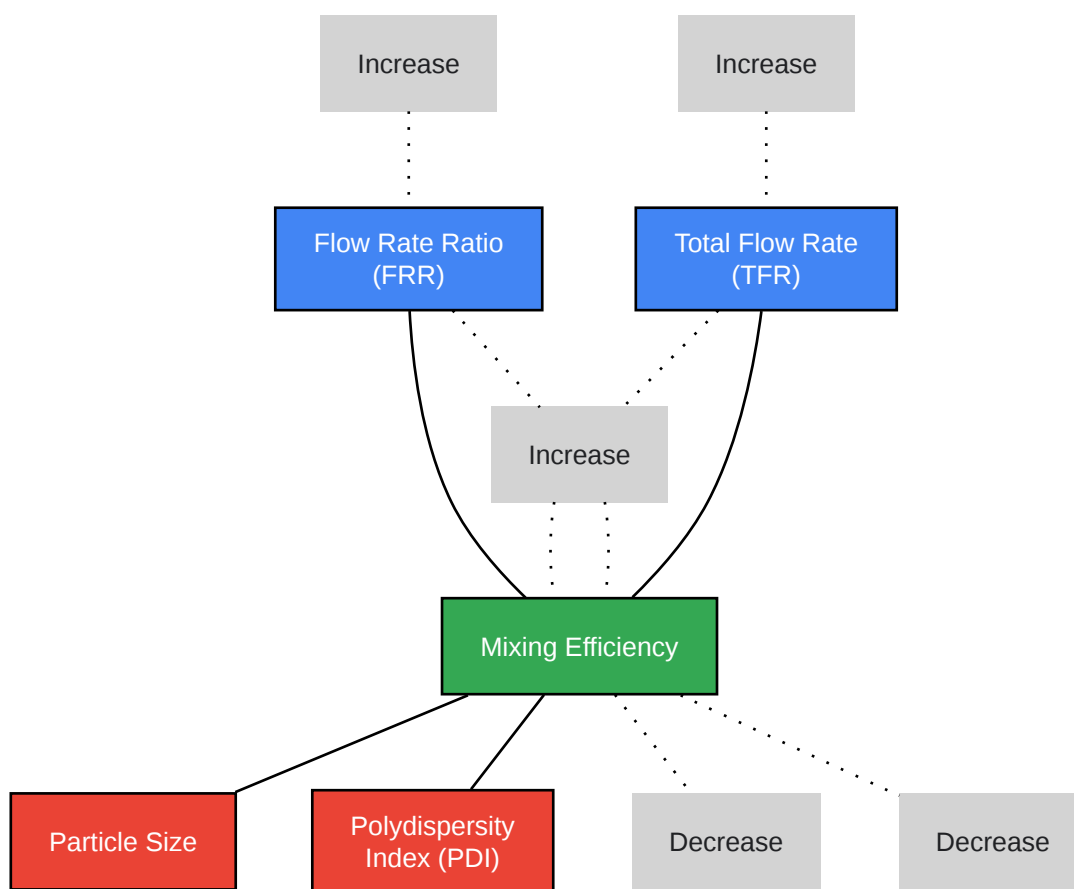 Increase
Increase
Flow Rate Ratio
(FRR)
Total Flow Rate
(TFR)
Increase
Mixing Efficiency
Particle Size
Polydispersity
Index (PDI)
Decrease
Decrease